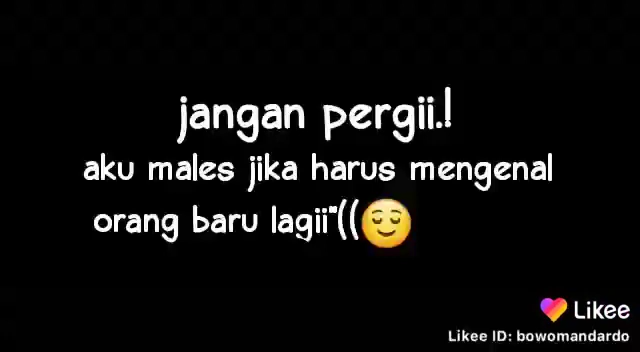 jangan pergii.!
aku males jika harus mengenal
orang baru lagii"((😌
Likee
Likee ID: bowomandardo